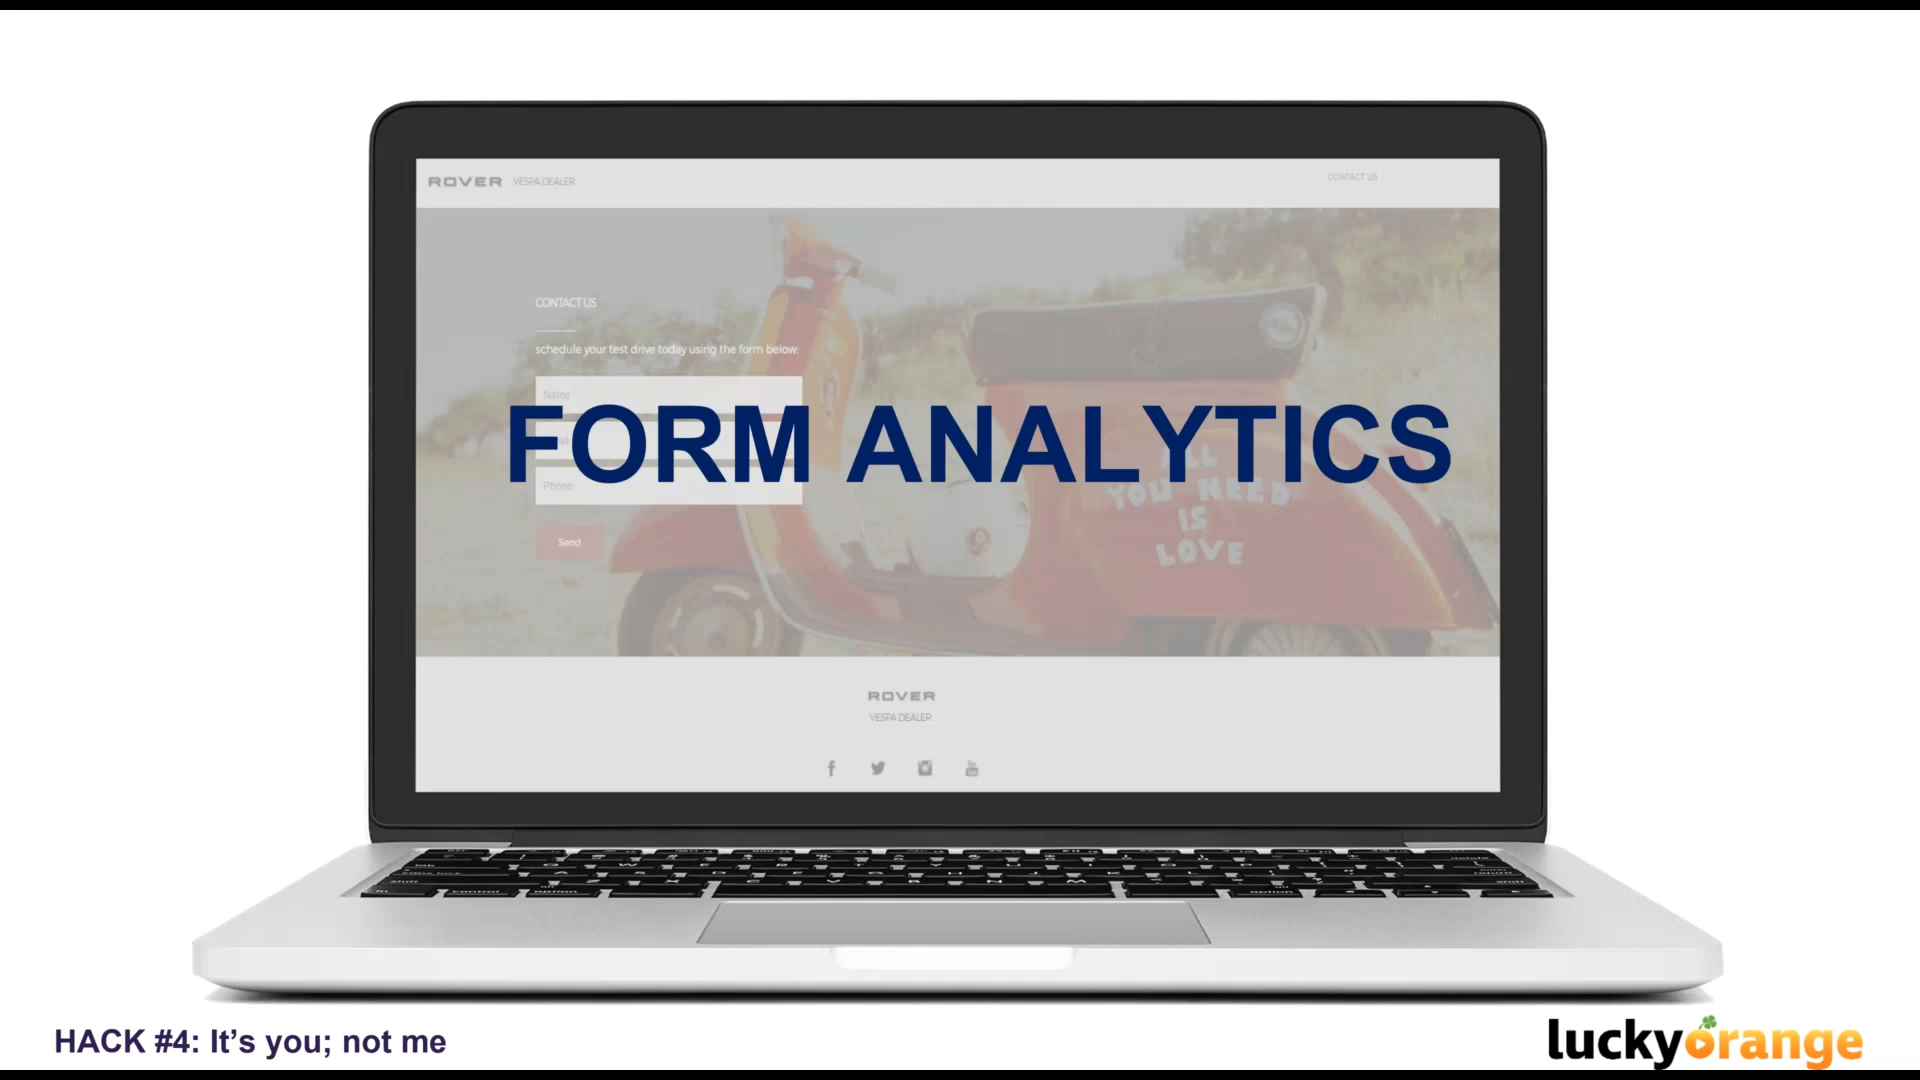 ROVER VESPA DEALER
CONTACT US
CONTACT US
schedule your test drive today using the form below:
Name
Phone
Send
FORM ANALYTICS
ALL
YOU NEED
IS
LOVE
ROVER
VESPA DEALER
HACK #4: It's you; not me
luckyorange